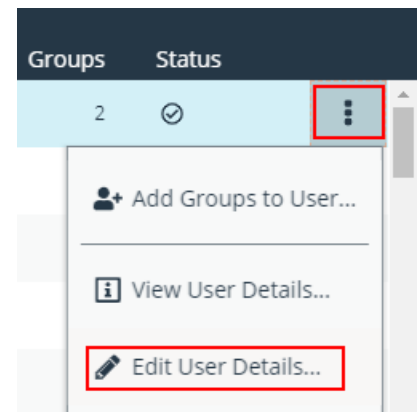 Groups Status
2
Add Groups to User...
View User Details...
Edit User Details...